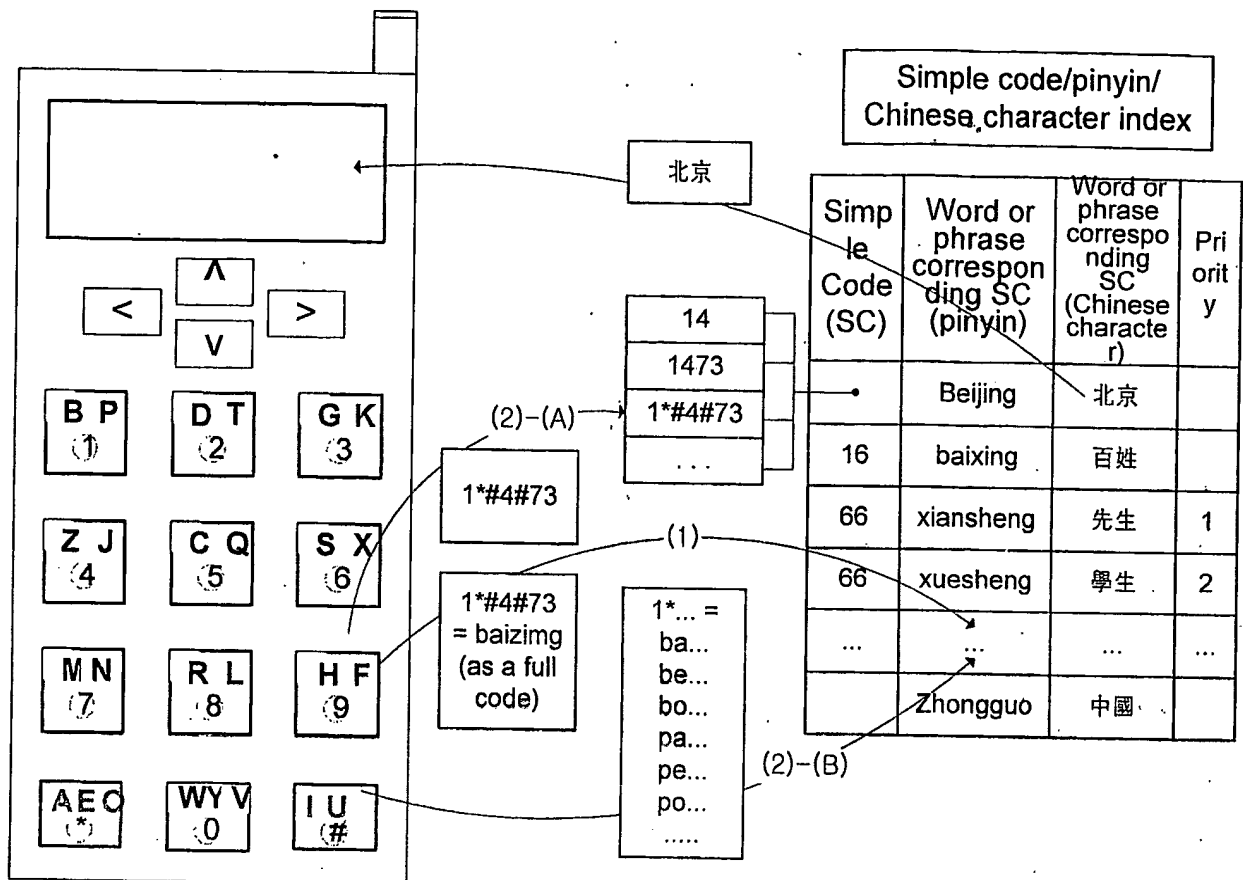 Simple code/pinyin/
Chinese character index
北京
Simp
le
Code
(SC)
Word or
phrase
correspon
ding SC
(pinyin)
Word or
phrase
correspo
nding
SC
(Chinese
characte
r)
Pri
orit
y
Beijing
北京
16
baixing
百姓
66
xiansheng
先生
1
66
xuesheng
學生
2
...
...
...
...
Zhongguo
中國
14
1473
1*#4#73
...
(2)-(A)
1*#4#73
(1)
1*#4#73
= baizimg
(as a full
code)
1*... =
ba...
be...
bo...
pa...
pe...
po...
.....
(2)-(B)
Λ
<
>
V
B P
1
D T
2
G K
3
Z J
4
C Q
5
S X
6
M N
7
R L
8
H F
9
A E O
*
W Y V
0
I U
#